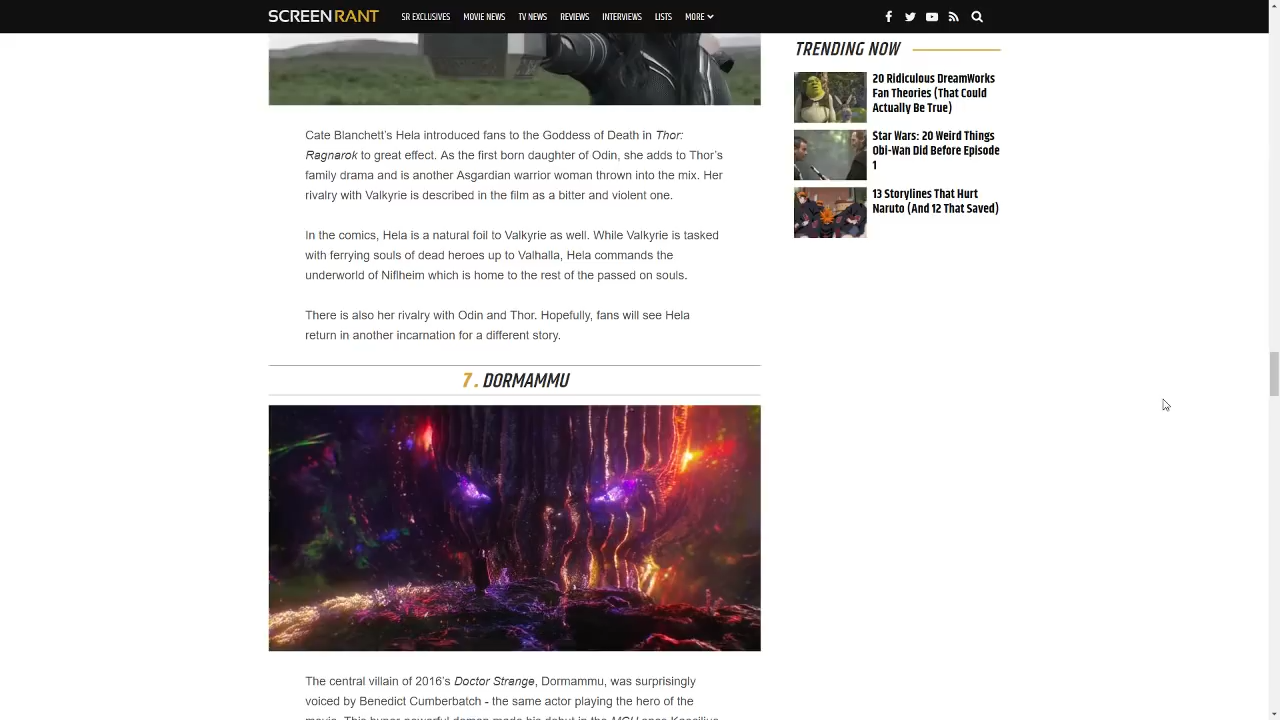 SCREENRANT SR EXCLUSIVES MOVIE NEWS TV NEWS REVIEWS INTERVIEWS LISTS MORE
Cate Blanchett's Hela introduced fans to the Goddess of Death in Thor:
Ragnarok to great effect. As the first born daughter of Odin, she adds to Thor's
family drama and is another Asgardian warrior woman thrown into the mix. Her
rivalry with Valkyrie is described in the film as a bitter and violent one.
In the comics, Hela is a natural foil to Valkyrie as well. While Valkyrie is tasked
with ferrying souls of dead heroes up to Valhalla, Hela commands the
underworld of Niflheim which is home to the rest of the passed on souls.
There is also her rivalry with Odin and Thor. Hopefully, fans will see Hela
return in another incarnation for a different story.
7. DORMAMMU
The central villain of 2016's Doctor Strange, Dormammu, was surprisingly
voiced by Benedict Cumberbatch - the same actor playing the hero of the
TRENDING NOW
20 Ridiculous DreamWorks
Fan Theories (That Could
Actually Be True)
Star Wars: 20 Weird Things
Obi-Wan Did Before Episode
1
13 Storylines That Hurt
Naruto (And 12 That Saved)